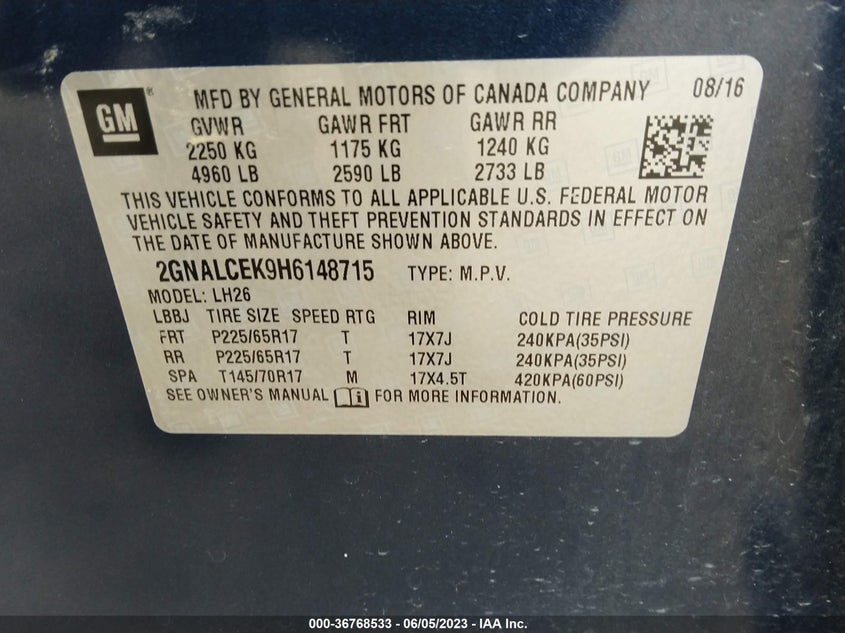 GM ® MFD BY GENERAL MOTORS OF CANADA COMPANY 08/16
GVWR GAWR FRT GAWR RR
2250 KG 1175 KG 1240 KG
4960 LB 2590 LB 2733 LB
THIS VEHICLE CONFORMS TO ALL APPLICABLE U.S. FEDERAL MOTOR
VEHICLE SAFETY AND THEFT PREVENTION STANDARDS IN EFFECT ON
THE DATE OF MANUFACTURE SHOWN ABOVE.
2GNALCEK9H6148715 TYPE: M.P.V.
MODEL: LH26
LBBJ TIRE SIZE SPEED RTG RIM COLD TIRE PRESSURE
FRT P225/65R17 T 17X7J 240KPA(35PSI)
RR P225/65R17 T 17X7J 240KPA(35PSI)
SPA T145/70R17 M 17X4.5T 420KPA(60PSI)
SEE OWNER'S MANUAL FOR MORE INFORMATION.
000-36768533 - 06/05/2023 - IAA Inc.